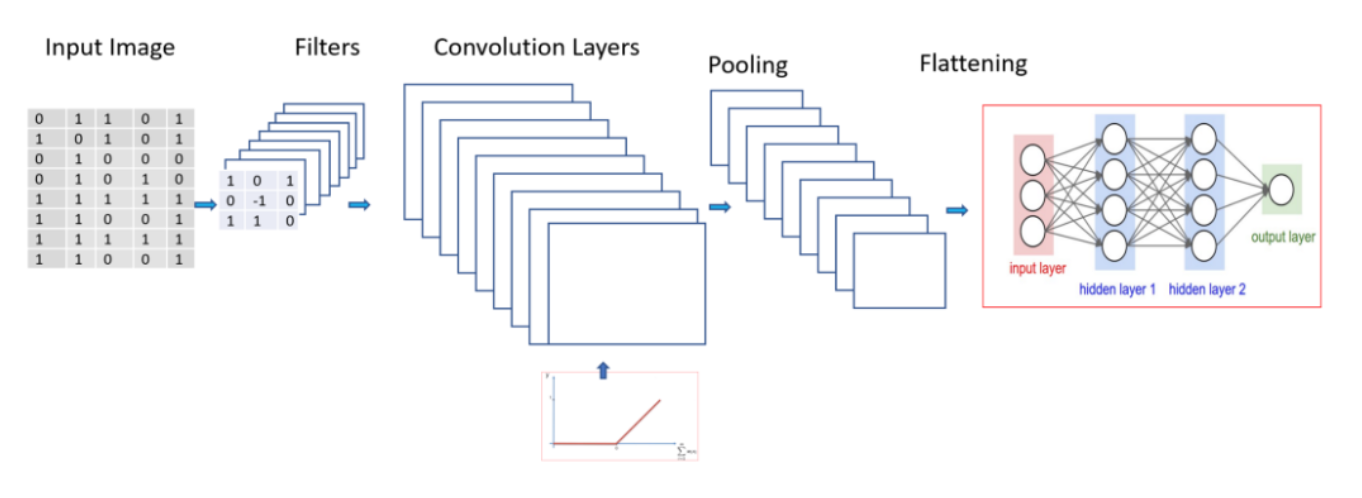 Input Image
Filters
Convolution Layers
Pooling
Flattening
0 1 1 0 1
1 0 1 0 1
0 1 0 0 0
0 1 0 1 0
1 1 1 1 1
1 1 0 0 1
1 1 1 1 1
1 1 0 0 1
1 0 1
0 -1 0
1 1 0
input layer
hidden layer 1
hidden layer 2
output layer